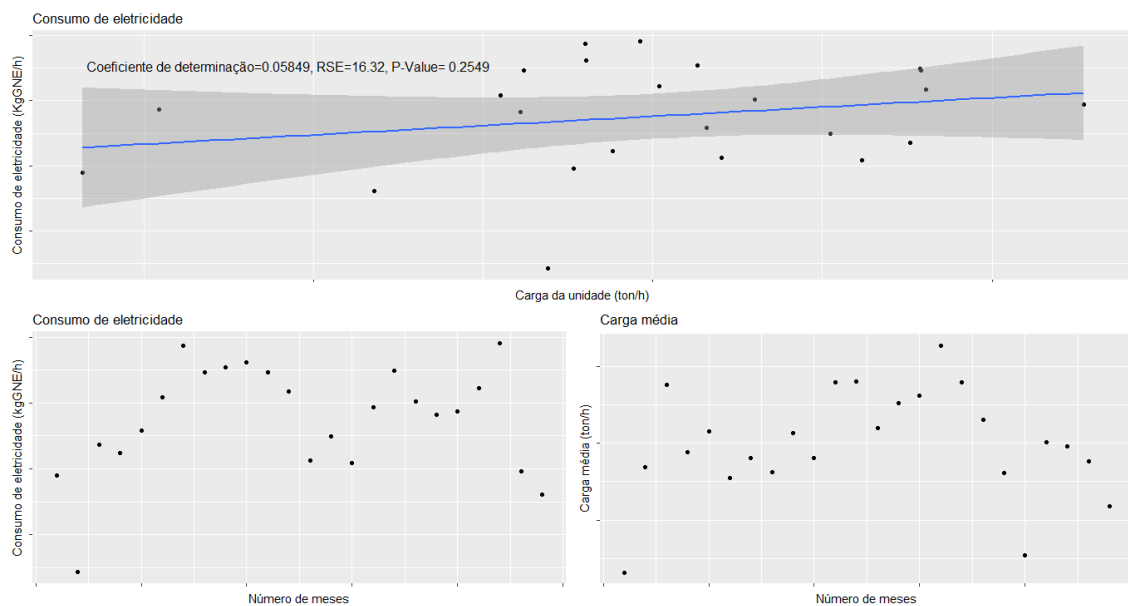 Consumo de eletricidade
Coeficiente de determinação=0.05849, RSE=16.32, P-Value= 0.2549
Consumo de eletricidade (KgGNE/h)
Carga da unidade (ton/h)
Consumo de eletricidade
Consumo de eletricidade (kgGNE/h)
Número de meses
Carga média
Carga média (ton/h)
Número de meses